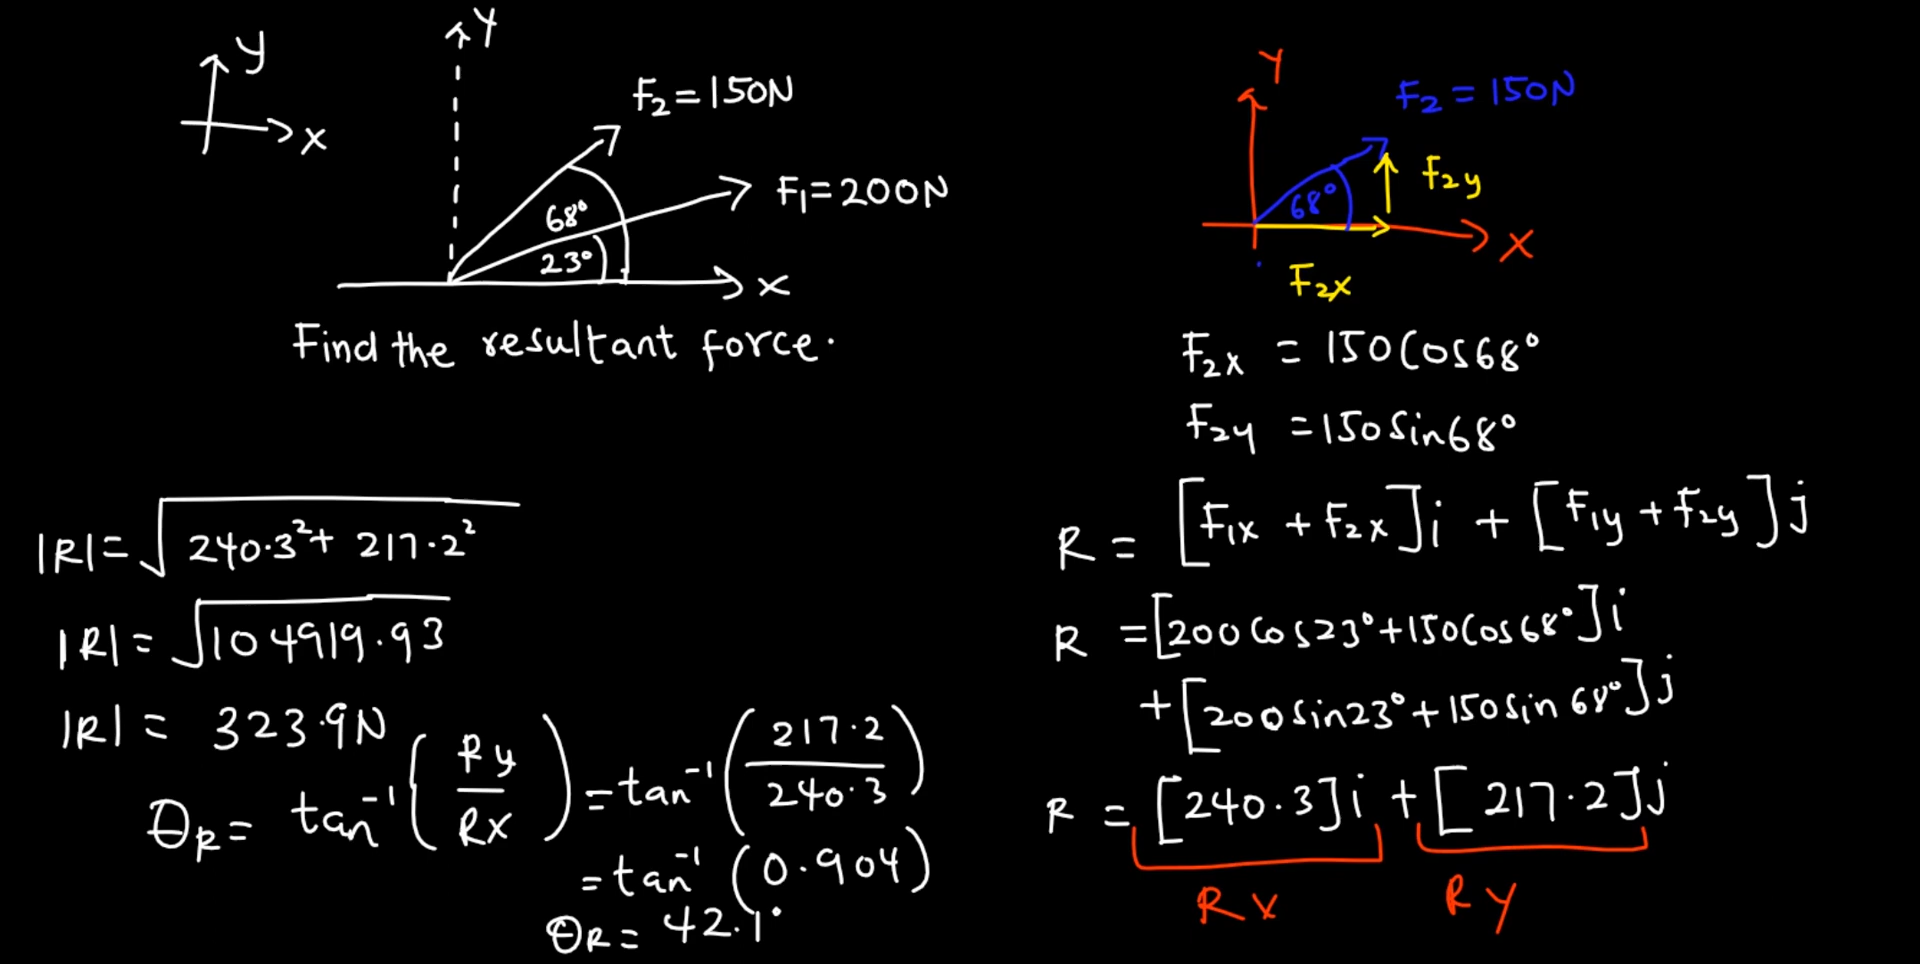 y
x
Y
F₂=150N
F₁=200N
68°
23°
x
Find the resultant force.
|R|=√(240.3²+ 217.2²)
|R|=√104919.93
|R| = 323.9N
θR= tan⁻¹(Ry/Rx)=tan⁻¹(217.2/240.3)
=tan⁻¹(0.904)
θR= 42.1°
Y
F₂=150N
F₂y
68°
X
F₂x
F₂x = 150Cos68°
F₂y =150Sin68°
R = [F₁x + F₂x]i + [F₁y + F₂y]j
R =[200Cos23°+150Cos68°]i
+[200Sin23°+150Sin68°]j
R =[240.3]i +[217.2]j
Rx Ry